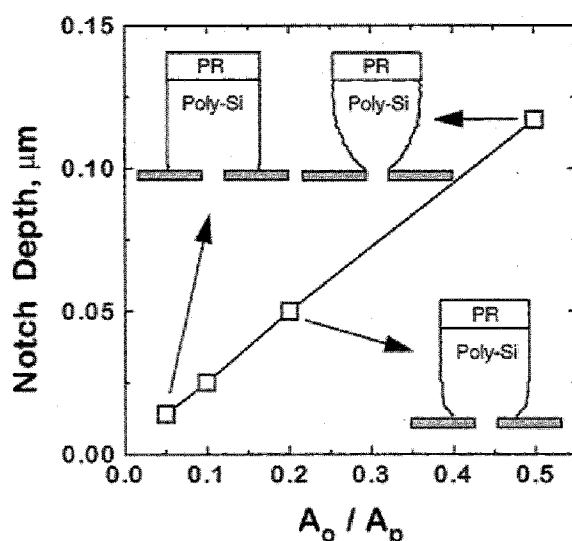 0.15
0.10
0.05
0.00
Notch Depth, μm
PR
Poly-Si
PR
Poly-Si
PR
Poly-Si
0.0 0.1 0.2 0.3 0.4 0.5
A₀ / Aₚ